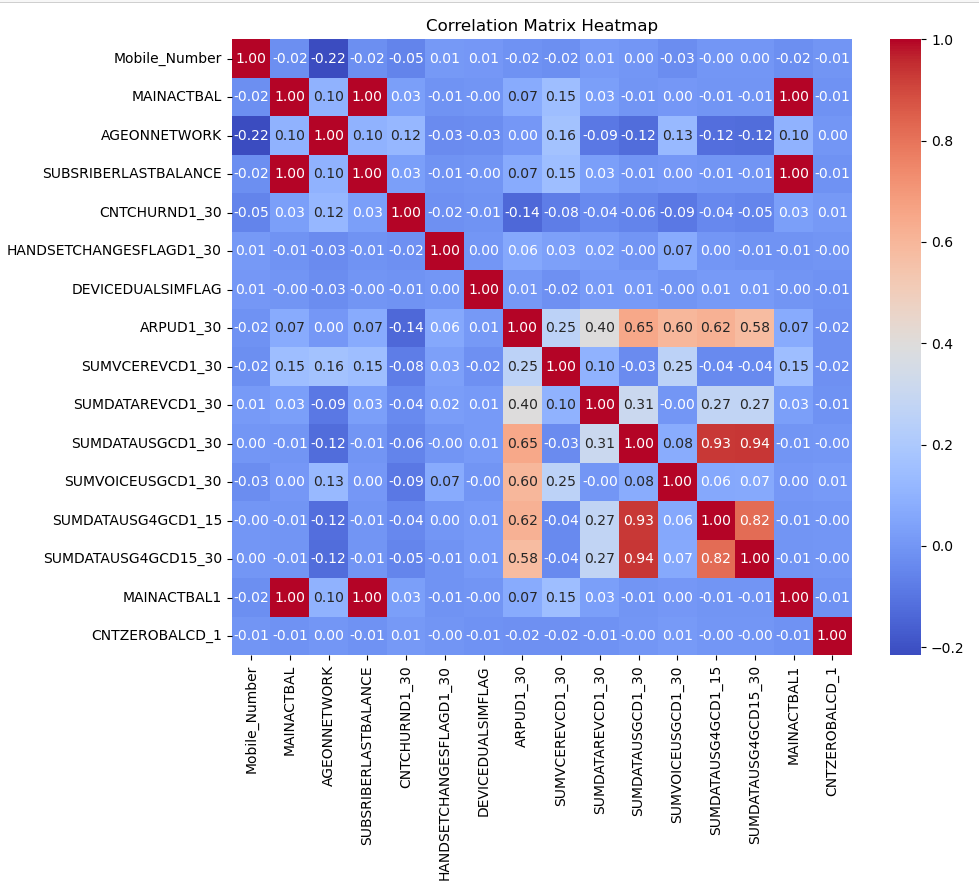 Correlation Matrix Heatmap
Mobile_Number 1.00 -0.02 -0.22 -0.02 -0.05 0.01 0.01 -0.02 -0.02 0.01 0.00 -0.03 -0.00 0.00 -0.02 -0.01
MAINACTBAL -0.02 1.00 0.10 1.00 0.03 -0.01 -0.00 0.07 0.15 0.03 -0.01 0.00 -0.01 -0.01 1.00 -0.01
AGEONNETWORK -0.22 0.10 1.00 0.10 0.12 -0.03 -0.03 0.00 0.16 -0.09 -0.12 0.13 -0.12 -0.12 0.10 0.00
SUBSRIBERLASTBALANCE -0.02 1.00 0.10 1.00 0.03 -0.01 -0.00 0.07 0.15 0.03 -0.01 0.00 -0.01 -0.01 1.00 -0.01
CNTCHURND1_30 -0.05 0.03 0.12 0.03 1.00 -0.02 -0.01 -0.14 -0.08 -0.04 -0.06 -0.09 -0.04 -0.05 0.03 0.01
HANDSETCHANGESFLAGD1_30 0.01 -0.01 -0.03 -0.01 -0.02 1.00 0.00 0.06 0.03 0.02 -0.00 0.07 0.00 -0.01 -0.01 -0.00
DEVICEDUALSIMFLAG 0.01 -0.00 -0.03 -0.00 -0.01 0.00 1.00 0.01 -0.02 0.01 0.01 -0.00 0.01 0.01 -0.00 -0.01
ARPUD1_30 -0.02 0.07 0.00 0.07 -0.14 0.06 0.01 1.00 0.25 0.40 0.65 0.60 0.62 0.58 0.07 -0.02
SUMVCEREVCD1_30 -0.02 0.15 0.16 0.15 -0.08 0.03 -0.02 0.25 1.00 0.10 -0.03 0.25 -0.04 -0.04 0.15 -0.02
SUMDATAREVCD1_30 0.01 0.03 -0.09 0.03 -0.04 0.02 0.01 0.40 0.10 1.00 0.31 -0.00 0.27 0.27 0.03 -0.01
SUMDATAUSGCD1_30 0.00 -0.01 -0.12 -0.01 -0.06 -0.00 0.01 0.65 -0.03 0.31 1.00 0.08 0.93 0.94 -0.01 -0.00
SUMVOICEUSGCD1_30 -0.03 0.00 0.13 0.00 -0.09 0.07 -0.00 0.60 0.25 -0.00 0.08 1.00 0.06 0.07 0.00 0.01
SUMDATAUSG4GCD1_15 -0.00 -0.01 -0.12 -0.01 -0.04 0.00 0.01 0.62 -0.04 0.27 0.93 0.06 1.00 0.82 -0.01 -0.00
SUMDATAUSG4GCD15_30 0.00 -0.01 -0.12 -0.01 -0.05 -0.01 0.01 0.58 -0.04 0.27 0.94 0.07 0.82 1.00 -0.01 -0.00
MAINACTBAL1 -0.02 1.00 0.10 1.00 0.03 -0.01 -0.00 0.07 0.15 0.03 -0.01 0.00 -0.01 -0.01 1.00 -0.01
CNTZEROBALCD_1 -0.01 -0.01 0.00 -0.01 0.01 -0.00 -0.01 -0.02 -0.02 -0.01 -0.00 0.01 -0.00 -0.00 -0.01 1.00
Mobile_Number
MAINACTBAL
AGEONNETWORK
SUBSRIBERLASTBALANCE
CNTCHURND1_30
HANDSETCHANGESFLAGD1_30
DEVICEDUALSIMFLAG
ARPUD1_30
SUMVCEREVCD1_30
SUMDATAREVCD1_30
SUMDATAUSGCD1_30
SUMVOICEUSGCD1_30
SUMDATAUSG4GCD1_15
SUMDATAUSG4GCD15_30
MAINACTBAL1
CNTZEROBALCD_1
1.0
0.8
0.6
0.4
0.2
0.0
−0.2